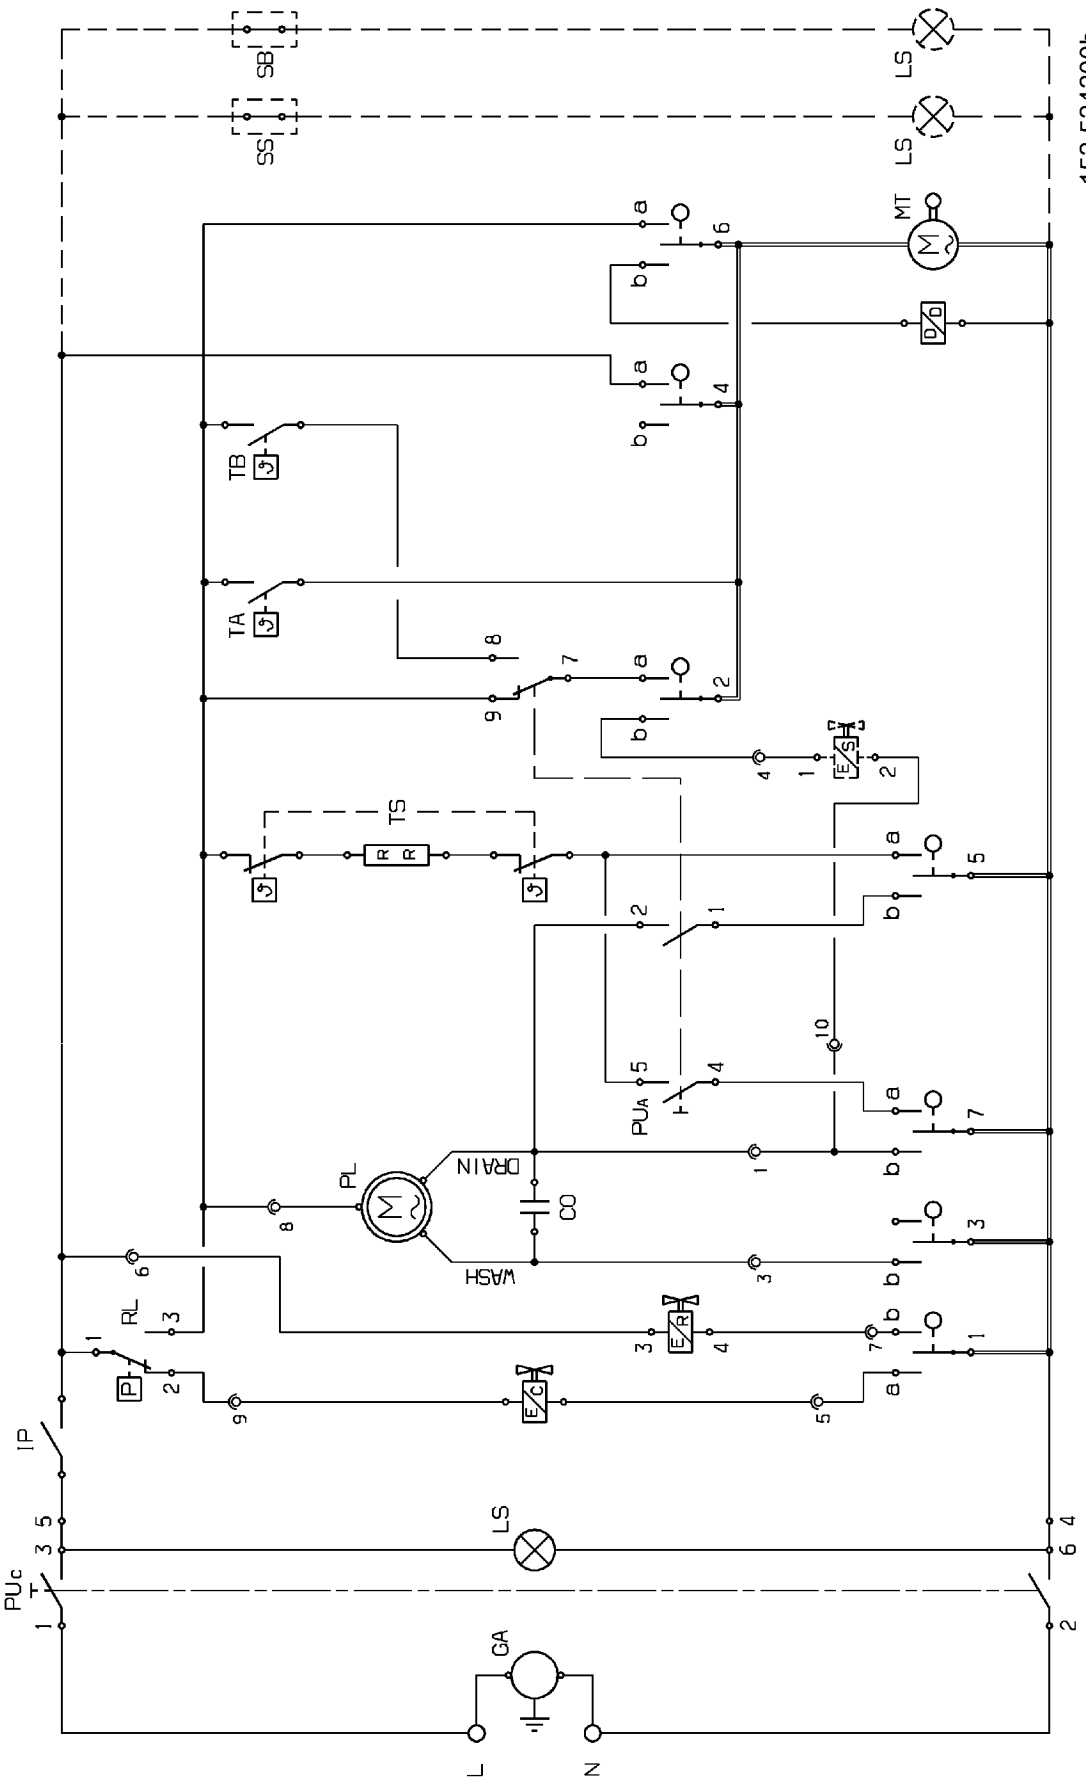 SB
LS
SS
LS
MT
a
6
b
D/D
a
4
b
TB
ϑ
TA
ϑ
8
9
7
a
2
b
4
1
E/S
2
TS
R R
ϑ
ϑ
a
5
b
2
1
10
5
PUA
4
a
7
b
PL
M
~
DRAIN
1
8
CO
WASH
3
3
b
6
RL
3
1
P
2
3
E/R
4
7
b
1
a
9
E/C
5
IP
5
3
4
6
LS
PUc
1
2
GA
L
N
M
~